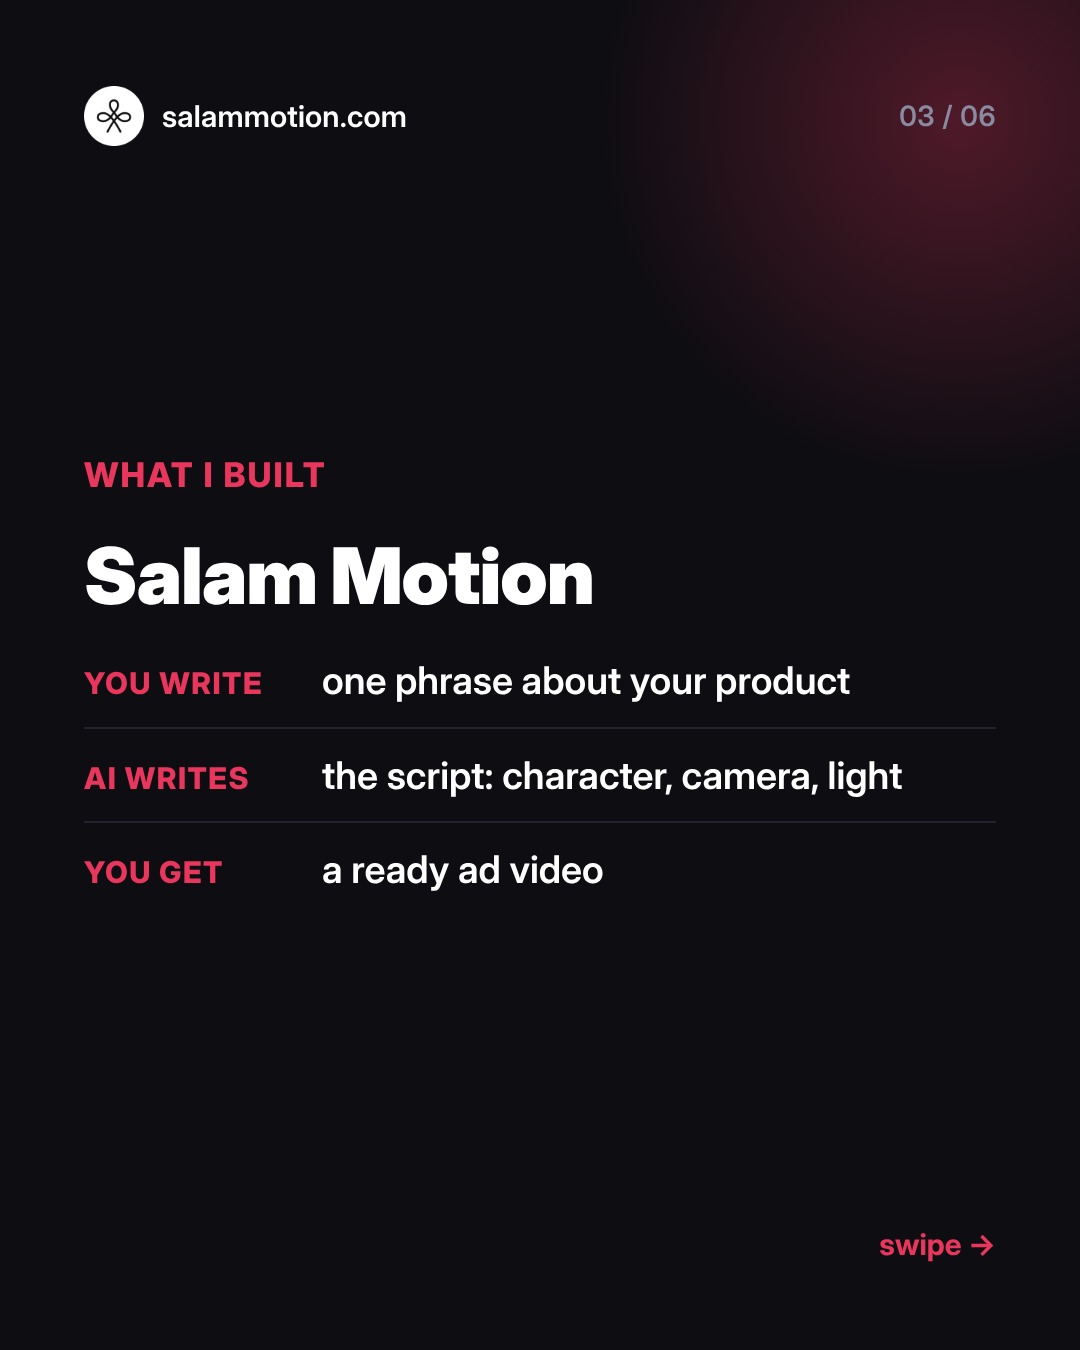 salammotion.com
03 / 06
WHAT I BUILT
Salam Motion
YOU WRITE one phrase about your product
AI WRITES the script: character, camera, light
YOU GET a ready ad video
swipe →